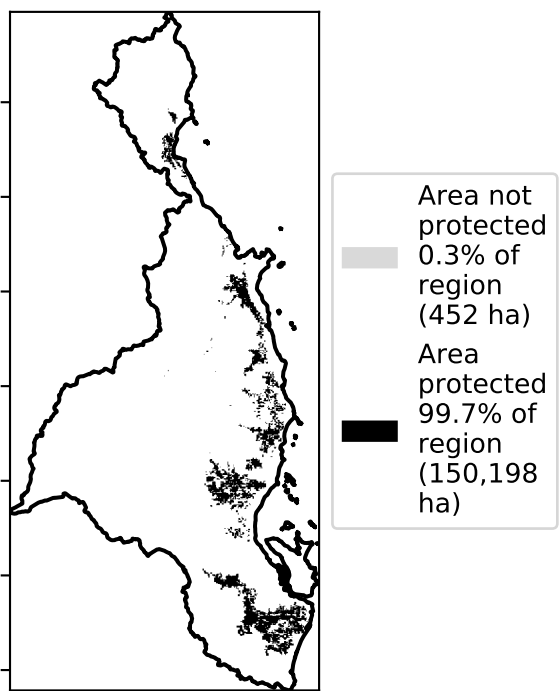 Area not
protected
0.3% of
region
(452 ha)
Area
protected
99.7% of
region
(150,198
ha)